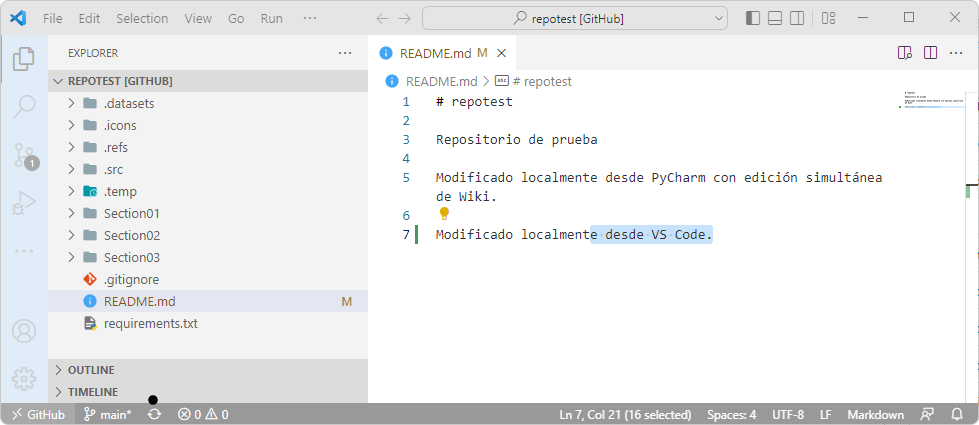 File Edit Selection View Go Run ··· repotest [GitHub]
EXPLORER ···
REPOTEST [GITHUB]
.datasets
.icons
.refs
.src
.temp
Section01
Section02
Section03
.gitignore
README.md M
requirements.txt
OUTLINE
TIMELINE
1
README.md M
README.md > # repotest
1 # repotest
2
3 Repositorio de prueba
4
5 Modificado localmente desde PyCharm con edición simultánea
de Wiki.
6
7 Modificado localmente desde VS Code.
GitHub main* 0 0 Ln 7, Col 21 (16 selected) Spaces: 4 UTF-8 LF Markdown